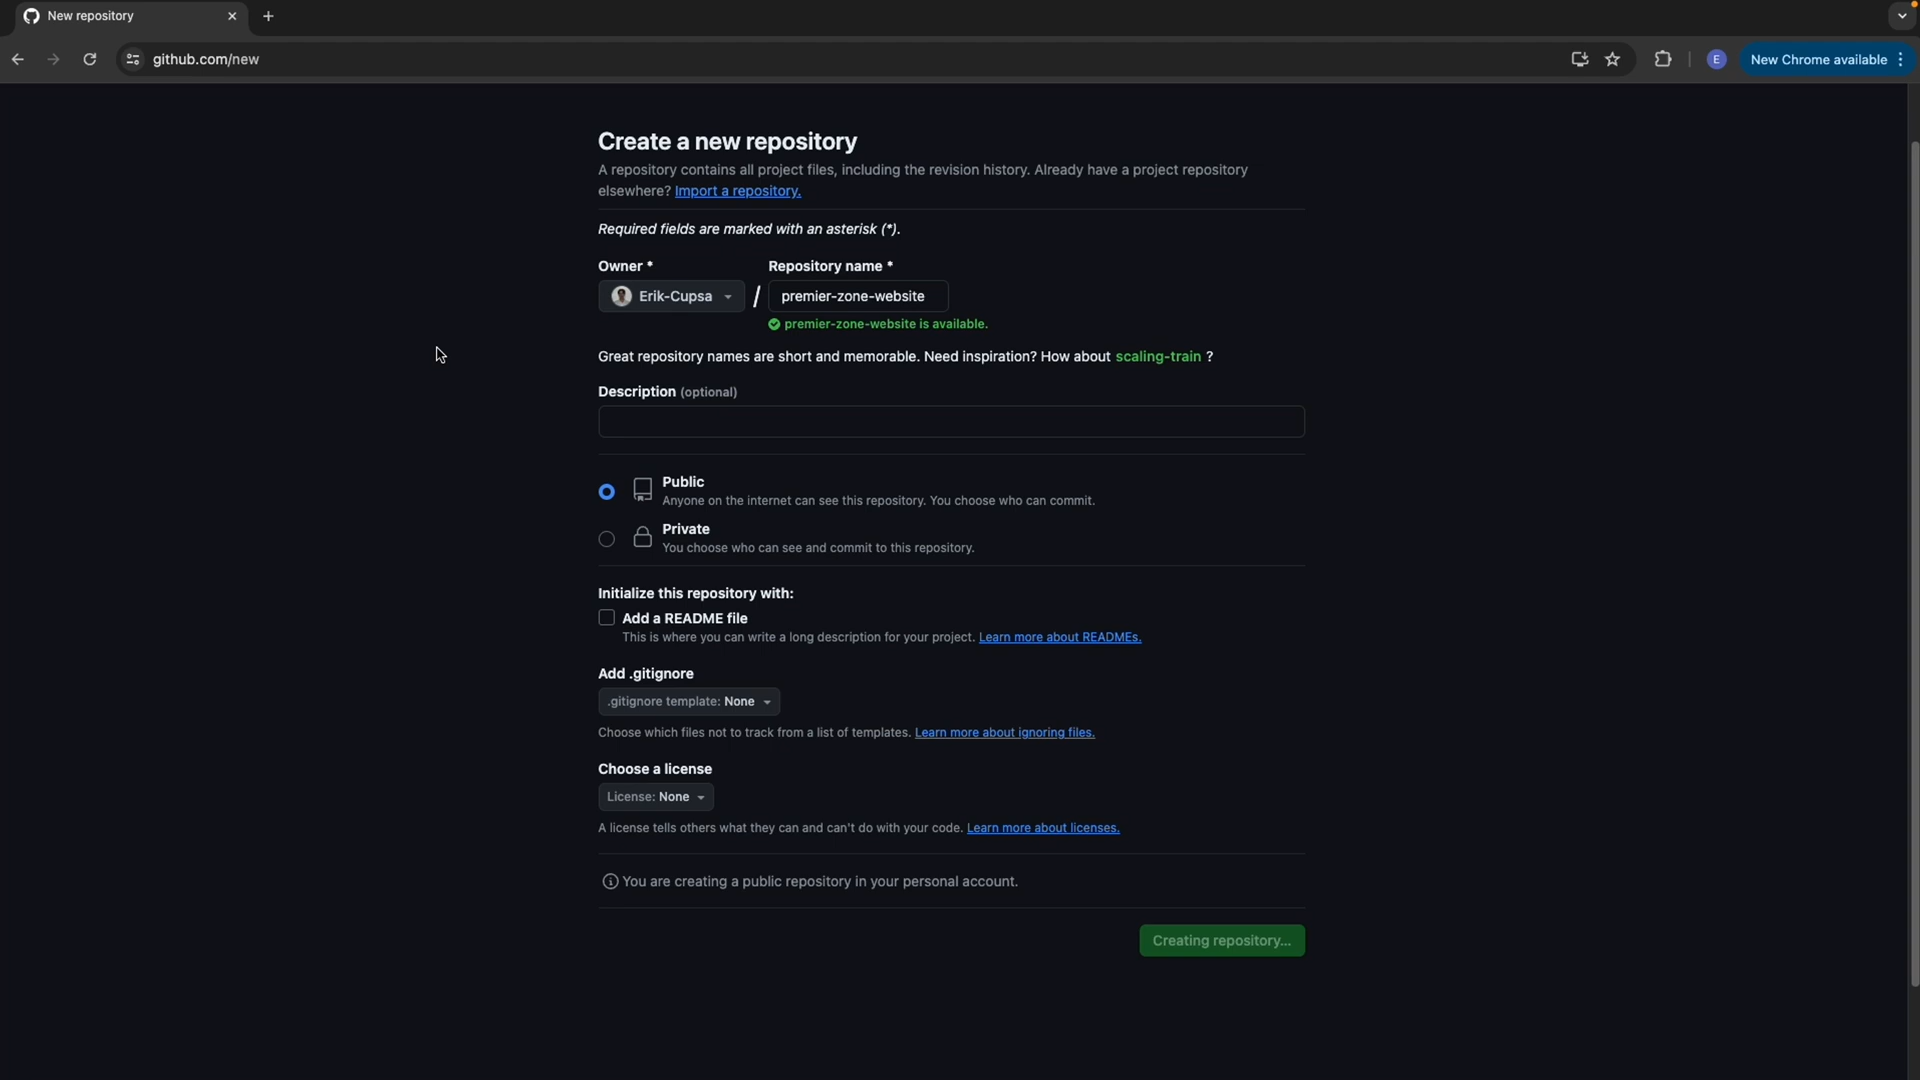 New repository
github.com/new
E
New Chrome available
Create a new repository
A repository contains all project files, including the revision history. Already have a project repository
elsewhere? Import a repository.
Required fields are marked with an asterisk (*).
Owner * Repository name *
Erik-Cupsa / premier-zone-website
premier-zone-website is available.
Great repository names are short and memorable. Need inspiration? How about scaling-train ?
Description (optional)
Public
Anyone on the internet can see this repository. You choose who can commit.
Private
You choose who can see and commit to this repository.
Initialize this repository with:
Add a README file
This is where you can write a long description for your project. Learn more about READMEs.
Add .gitignore
.gitignore template: None
Choose which files not to track from a list of templates. Learn more about ignoring files.
Choose a license
License: None
A license tells others what they can and can't do with your code. Learn more about licenses.
You are creating a public repository in your personal account.
Creating repository...